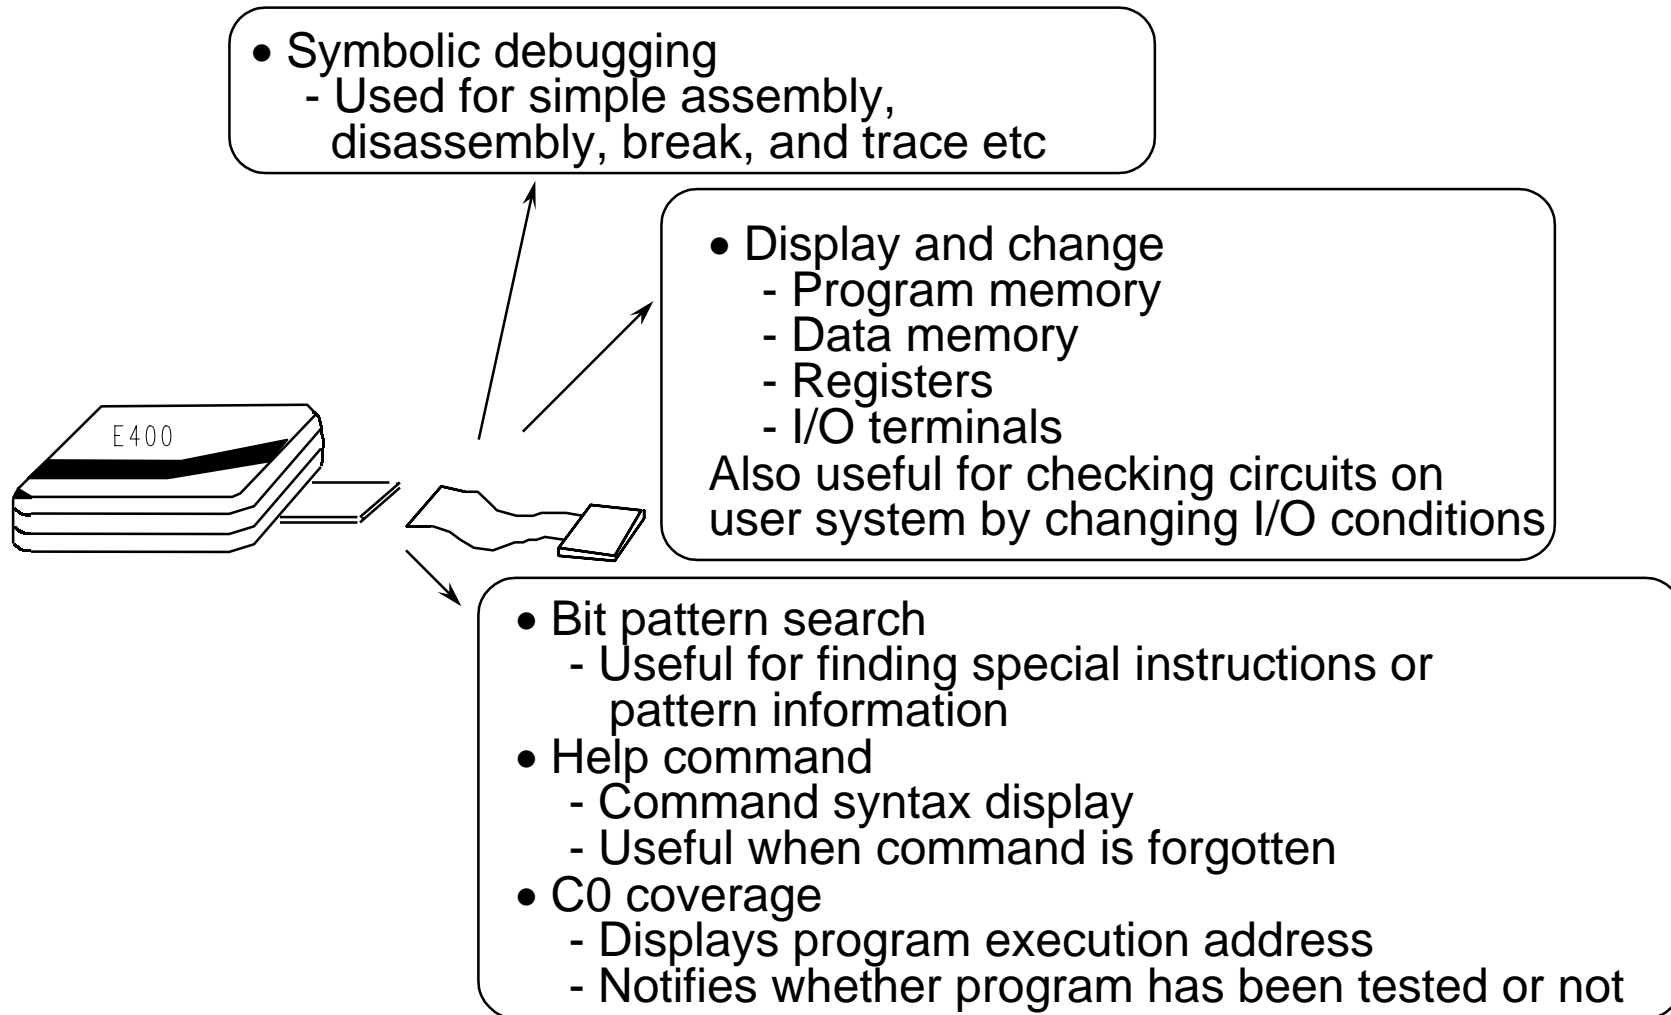 • Symbolic debugging
- Used for simple assembly,
disassembly, break, and trace etc
• Display and change
- Program memory
- Data memory
- Registers
- I/O terminals
Also useful for checking circuits on
user system by changing I/O conditions
E400
• Bit pattern search
- Useful for finding special instructions or
pattern information
• Help command
- Command syntax display
- Useful when command is forgotten
• C0 coverage
- Displays program execution address
- Notifies whether program has been tested or not